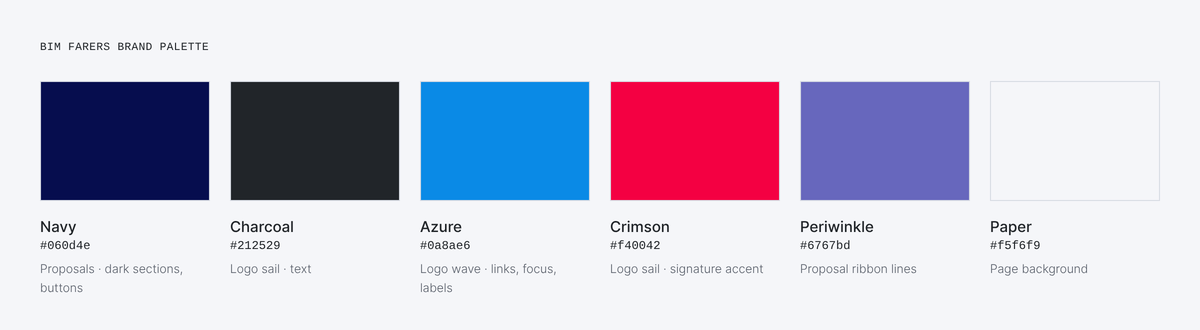 BIM FARERS BRAND PALETTE
Navy
#060d4e
Proposals · dark sections,
buttons
Charcoal
#212529
Logo sail · text
Azure
#0a8ae6
Logo wave · links, focus,
labels
Crimson
#f40042
Logo sail · signature accent
Periwinkle
#6767bd
Proposal ribbon lines
Paper
#f5f6f9
Page background